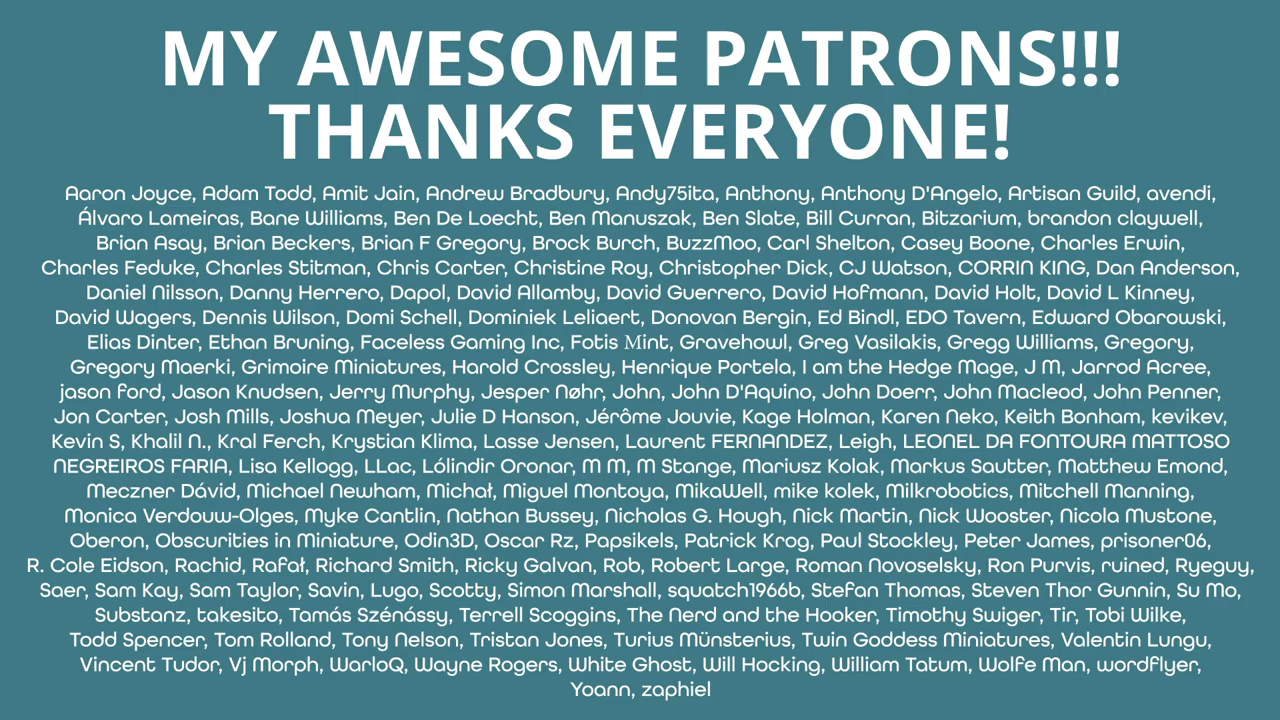 MY AWESOME PATRONS!!!
THANKS EVERYONE!
Aaron Joyce, Adam Todd, Amit Jain, Andrew Bradbury, Andy75ita, Anthony, Anthony D'Angelo, Artisan Guild, avendi,
Álvaro Lameiras, Bane Williams, Ben De Loecht, Ben Manuszak, Ben Slate, Bill Curran, Bitzarium, brandon claywell,
Brian Asay, Brian Beckers, Brian F Gregory, Brock Burch, BuzzMoo, Carl Shelton, Casey Boone, Charles Erwin,
Charles Feduke, Charles Stitman, Chris Carter, Christine Roy, Christopher Dick, CJ Watson, CORRIN KING, Dan Anderson,
Daniel Nilsson, Danny Herrero, Dapol, David Allamby, David Guerrero, David Hofmann, David Holt, David L Kinney,
David Wagers, Dennis Wilson, Domi Schell, Dominiek Leliaert, Donovan Bergin, Ed Bindl, EDO Tavern, Edward Obarowski,
Elias Dinter, Ethan Bruning, Faceless Gaming Inc, Fotis Μint, Gravehowl, Greg Vasilakis, Gregg Williams, Gregory,
Gregory Maerki, Grimoire Miniatures, Harold Crossley, Henrique Portela, I am the Hedge Mage, J M, Jarrod Acree,
jason ford, Jason Knudsen, Jerry Murphy, Jesper Nøhr, John, John D'Aquino, John Doerr, John Macleod, John Penner,
Jon Carter, Josh Mills, Joshua Meyer, Julie D Hanson, Jérôme Jouvie, Kage Holman, Karen Neko, Keith Bonham, kevikev,
Kevin S, Khalil N., Kral Ferch, Krystian Klima, Lasse Jensen, Laurent FERNANDEZ, Leigh, LEONEL DA FONTOURA MATTOSO
NEGREIROS FARIA, Lisa Kellogg, LLac, Lólindir Oronar, M M, M Stange, Mariusz Kolak, Markus Sautter, Matthew Emond,
Meczner Dávid, Michael Newham, Michał, Miguel Montoya, MikaWell, mike kolek, Milkrobotics, Mitchell Manning,
Monica Verdouw-Olges, Myke Cantlin, Nathan Bussey, Nicholas G. Hough, Nick Martin, Nick Wooster, Nicola Mustone,
Oberon, Obscurities in Miniature, Odin3D, Oscar Rz, Papsikels, Patrick Krog, Paul Stockley, Peter James, prisoner06,
R. Cole Eidson, Rachid, Rafał, Richard Smith, Ricky Galvan, Rob, Robert Large, Roman Novoselsky, Ron Purvis, ruined, Ryeguy,
Saer, Sam Kay, Sam Taylor, Savin, Lugo, Scotty, Simon Marshall, squatch1966b, Stefan Thomas, Steven Thor Gunnin, Su Mo,
Substanz, takesito, Tamás Szénássy, Terrell Scoggins, The Nerd and the Hooker, Timothy Swiger, Tir, Tobi Wilke,
Todd Spencer, Tom Rolland, Tony Nelson, Tristan Jones, Turius Münsterius, Twin Goddess Miniatures, Valentin Lungu,
Vincent Tudor, Vj Morph, WarloQ, Wayne Rogers, White Ghost, Will Hocking, William Tatum, Wolfe Man, wordflyer,
Yoann, zaphiel